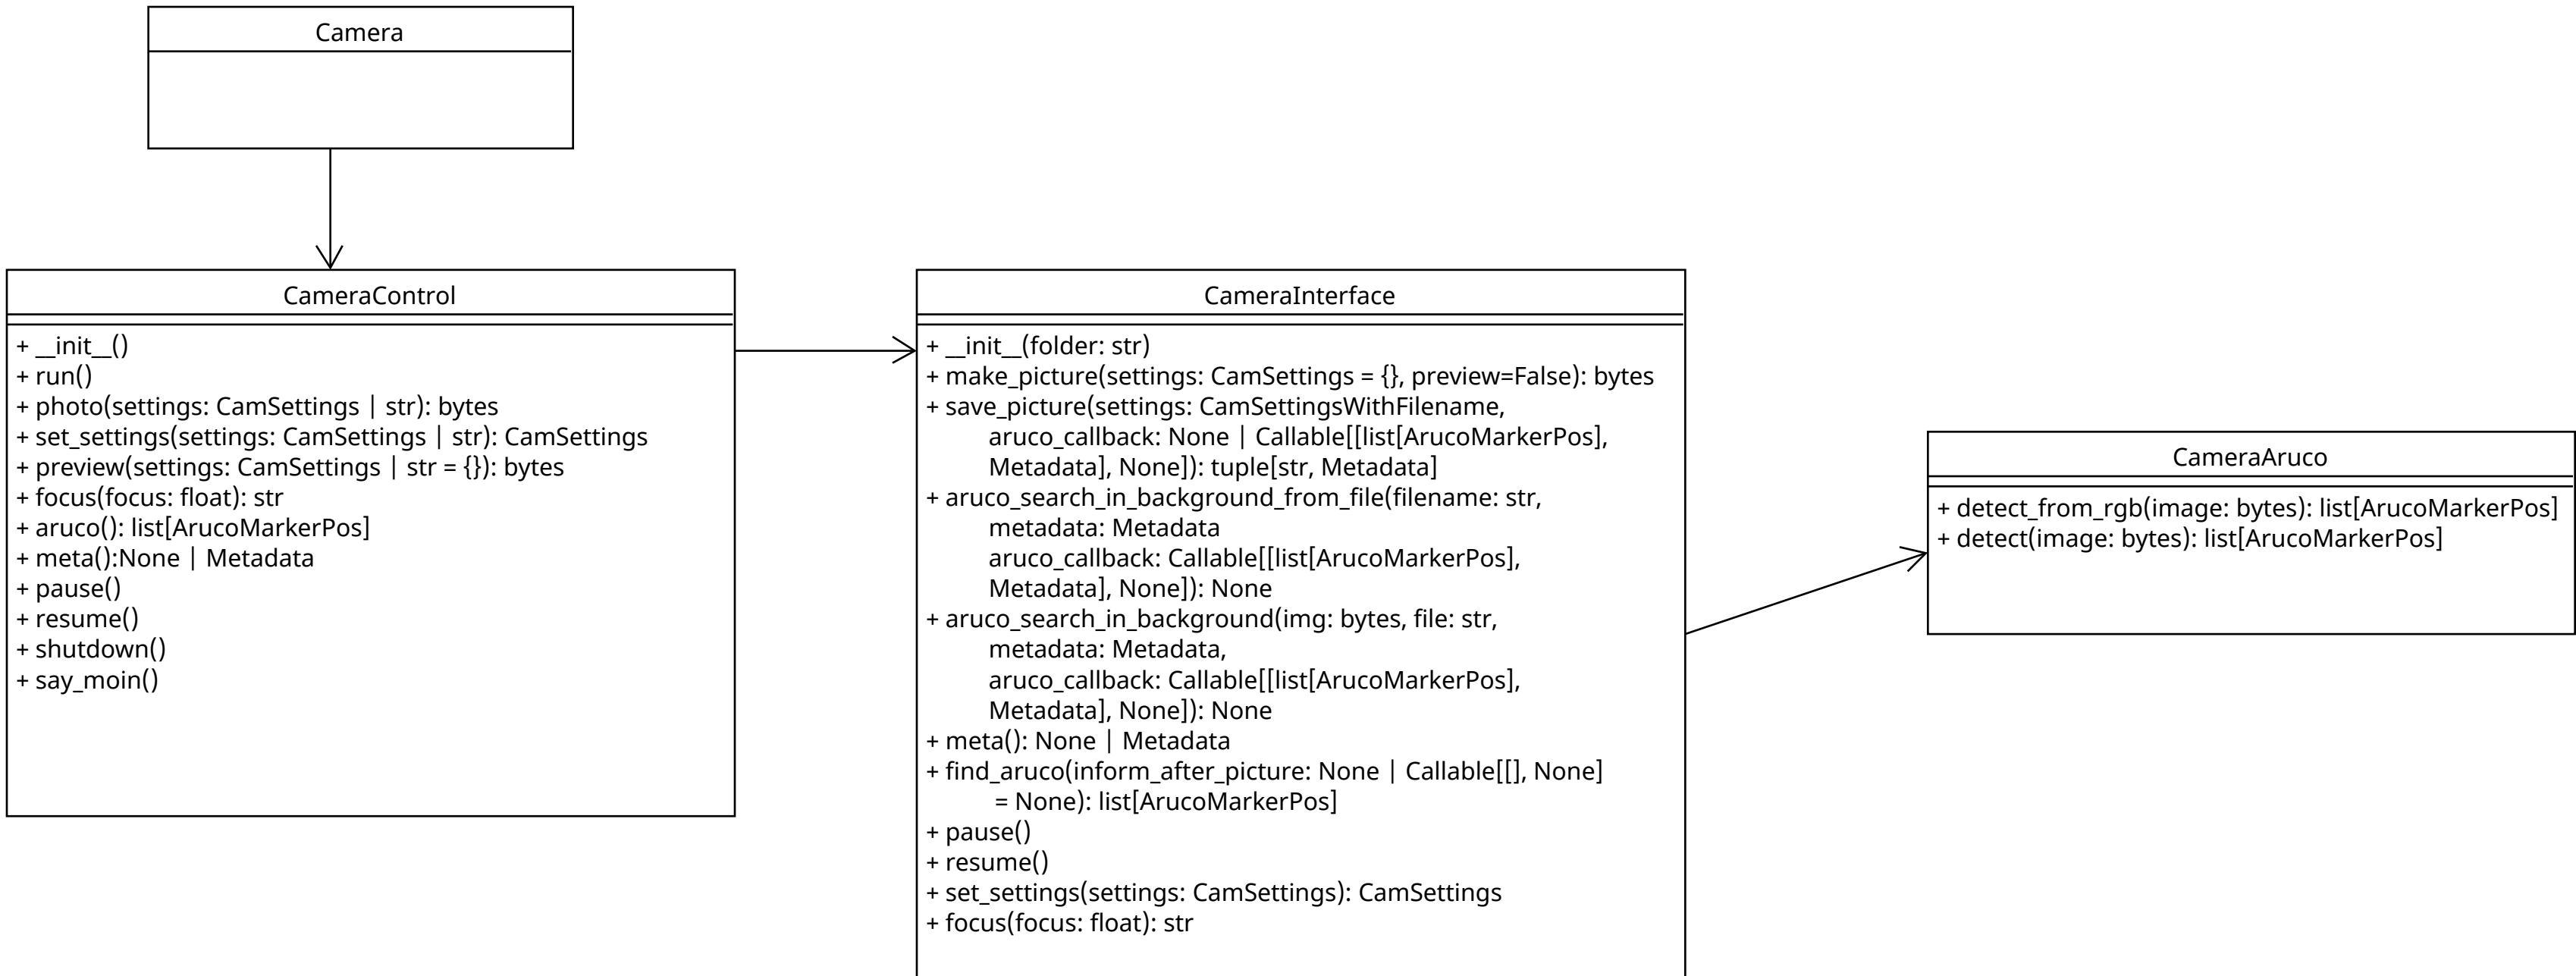 Camera
CameraControl
+ __init__()
+ run()
+ photo(settings: CamSettings | str): bytes
+ set_settings(settings: CamSettings | str): CamSettings
+ preview(settings: CamSettings | str = {}): bytes
+ focus(focus: float): str
+ aruco(): list[ArucoMarkerPos]
+ meta():None | Metadata
+ pause()
+ resume()
+ shutdown()
+ say_moin()
CameraInterface
+ __init__(folder: str)
+ make_picture(settings: CamSettings = {}, preview=False): bytes
+ save_picture(settings: CamSettingsWithFilename,
aruco_callback: None | Callable[[list[ArucoMarkerPos],
Metadata], None]): tuple[str, Metadata]
+ aruco_search_in_background_from_file(filename: str,
metadata: Metadata
aruco_callback: Callable[[list[ArucoMarkerPos],
Metadata], None]): None
+ aruco_search_in_background(img: bytes, file: str,
metadata: Metadata,
aruco_callback: Callable[[list[ArucoMarkerPos],
Metadata], None]): None
+ meta(): None | Metadata
+ find_aruco(inform_after_picture: None | Callable[[], None]
= None): list[ArucoMarkerPos]
+ pause()
+ resume()
+ set_settings(settings: CamSettings): CamSettings
+ focus(focus: float): str
CameraAruco
+ detect_from_rgb(image: bytes): list[ArucoMarkerPos]
+ detect(image: bytes): list[ArucoMarkerPos]